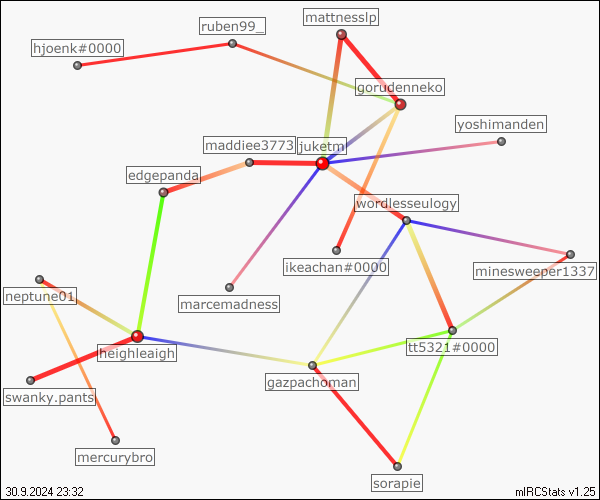 mattnesslp
ruben99_
hjoenk#0000
gorudenneko
yoshimanden
maddiee3773
juketm
edgepanda
wordlesseulogy
ikeachan#0000
minesweeper1337
neptune01
marcemadness
tt5321#0000
heighleaigh
gazpachoman
swanky.pants
mercurybro
sorapie
30.9.2024 23:32
mIRCStats v1.25